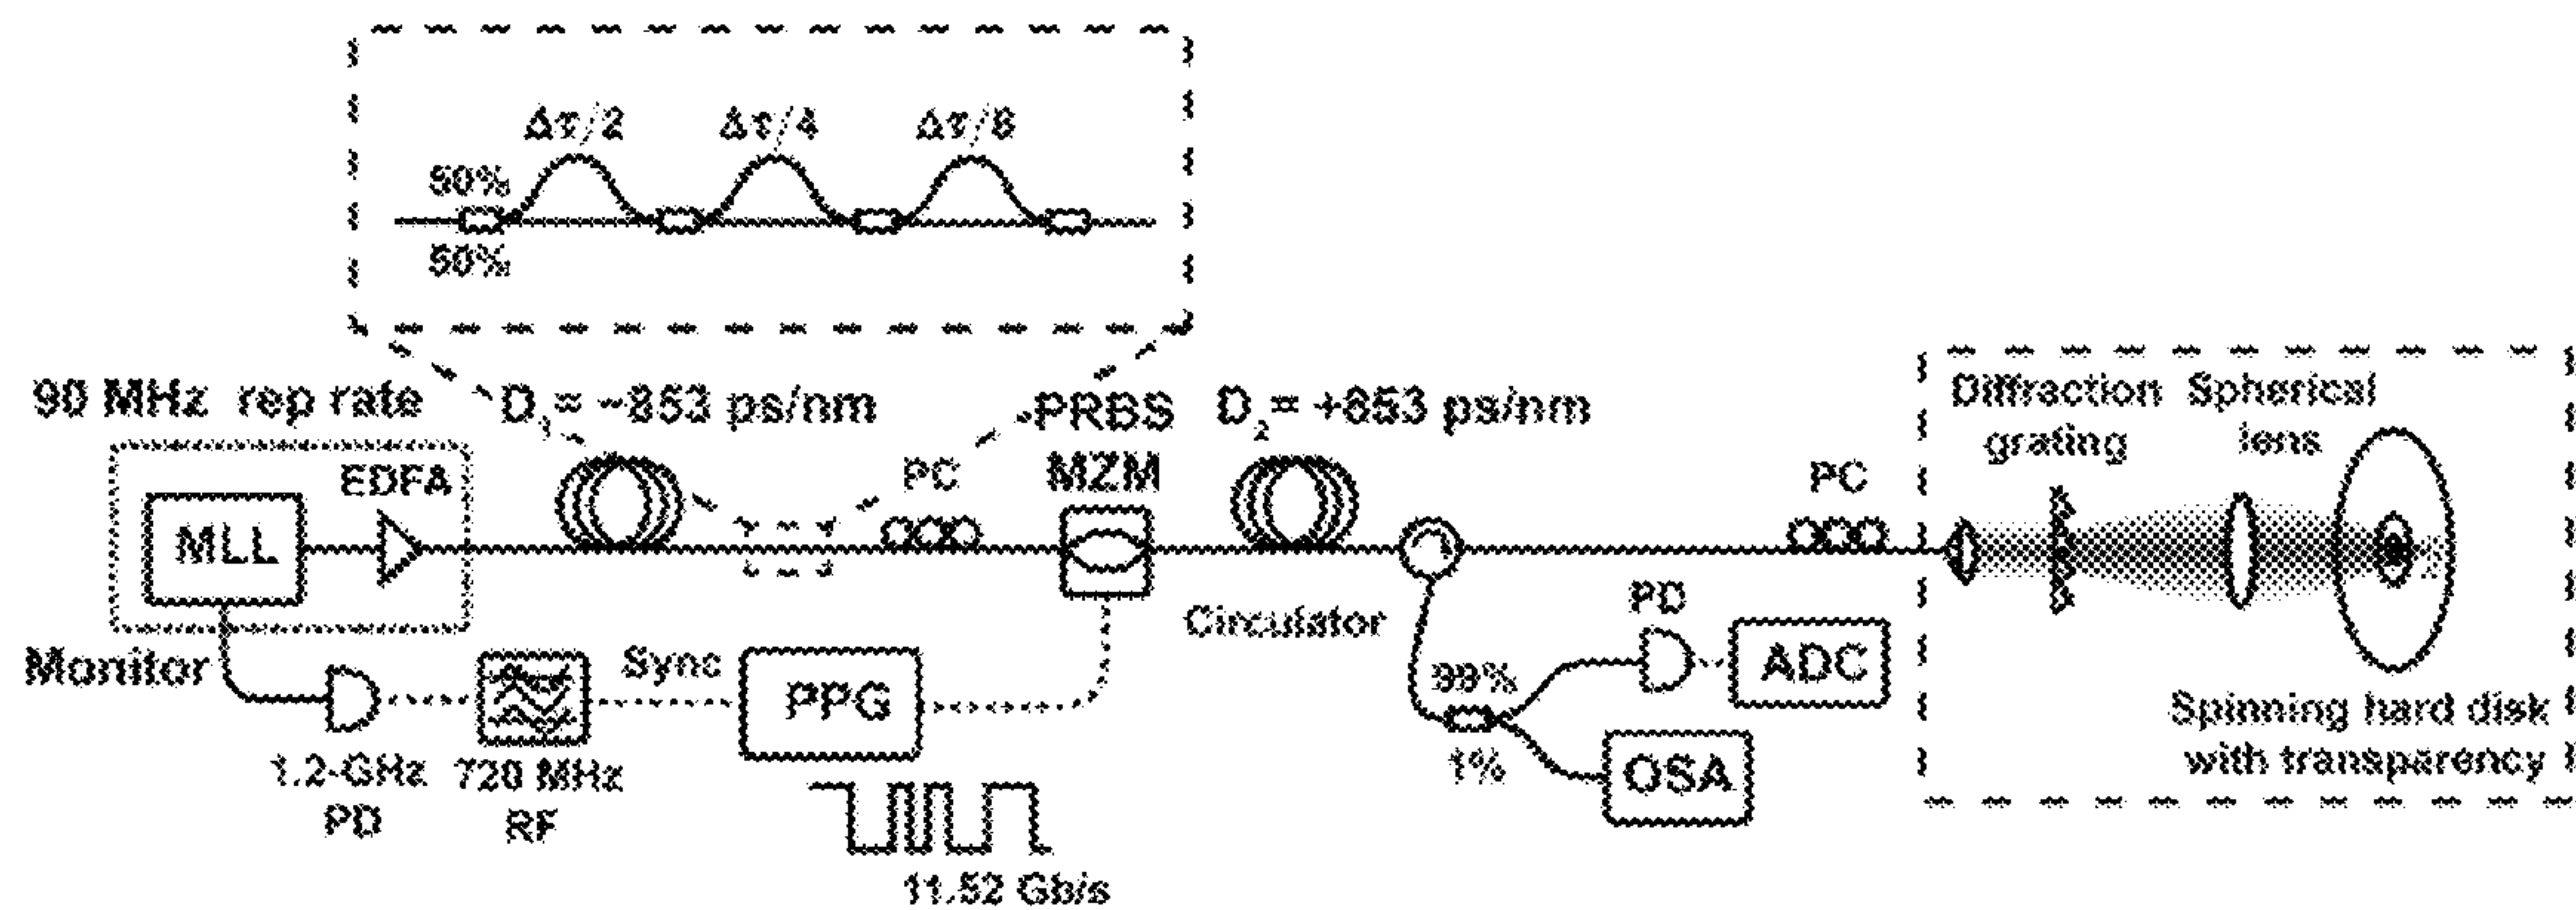 Δτ/2 Δτ/4 Δτ/8
50%
50%
90 MHz rep rate
D₁ = -853 ps/nm
PRBS
D₂ = +853 ps/nm
Diffraction grating
Spherical lens
EDFA
PC
MZM
PC
MLL
Circulator
PD
Monitor
Sync
PPG
99%
ADC
1%
OSA
1.2-GHz PD
720 MHz RF
11.52 Gb/s
Spinning hard disk
with transparency